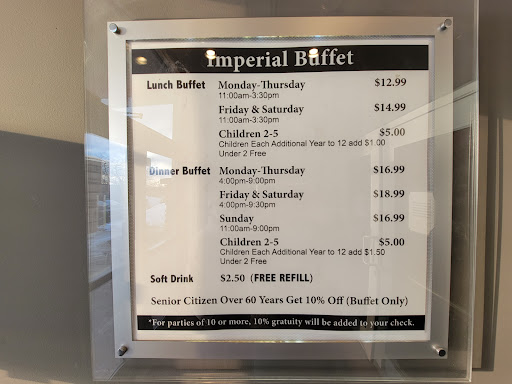 Imperial Buffet
Lunch Buffet Monday-Thursday $12.99
11:00am-3:30pm
Friday & Saturday $14.99
11:00am-3:30pm
Children 2-5 $5.00
Children Each Additional Year to 12 add $1.00
Under 2 Free
Dinner Buffet Monday-Thursday $16.99
4:00pm-9:00pm
Friday & Saturday $18.99
4:00pm-9:30pm
Sunday $16.99
11:00am-9:00pm
Children 2-5 $5.00
Children Each Additional Year to 12 add $1.50
Under 2 Free
Soft Drink $2.50 (FREE REFILL)
Senior Citizen Over 60 Years Get 10% Off (Buffet Only)
*For parties of 10 or more, 10% gratuity will be added to your check.